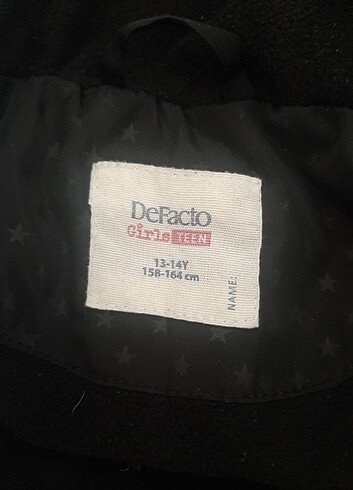 DeFacto
Girls TEEN
13-14Y
158-164 cm
NAME: